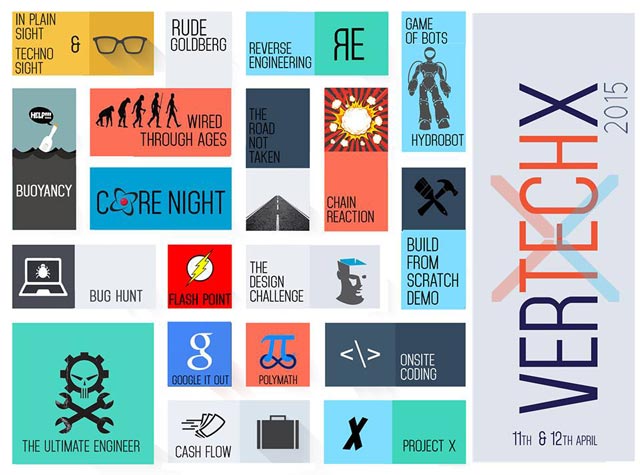 IN PLAIN
SIGHT
&
TECHNO
SIGHT
RUDE
GOLDBERG
REVERSE
ENGINEERING
RE
GAME
OF BOTS
HYDROBOT
HELP!!!
BUOYANCY
WIRED
THROUGH AGES
THE
ROAD
NOT
TAKEN
CHAIN
REACTION
CORE NIGHT
BUILD
FROM
SCRATCH
DEMO
BUG HUNT
FLASH POINT
THE
DESIGN
CHALLENGE
THE ULTIMATE ENGINEER
g
GOOGLE IT OUT
POLYMATH
</>
ONSITE
CODING
CASH FLOW
X
PROJECT X
VERTECHX
2015
11TH & 12TH APRIL